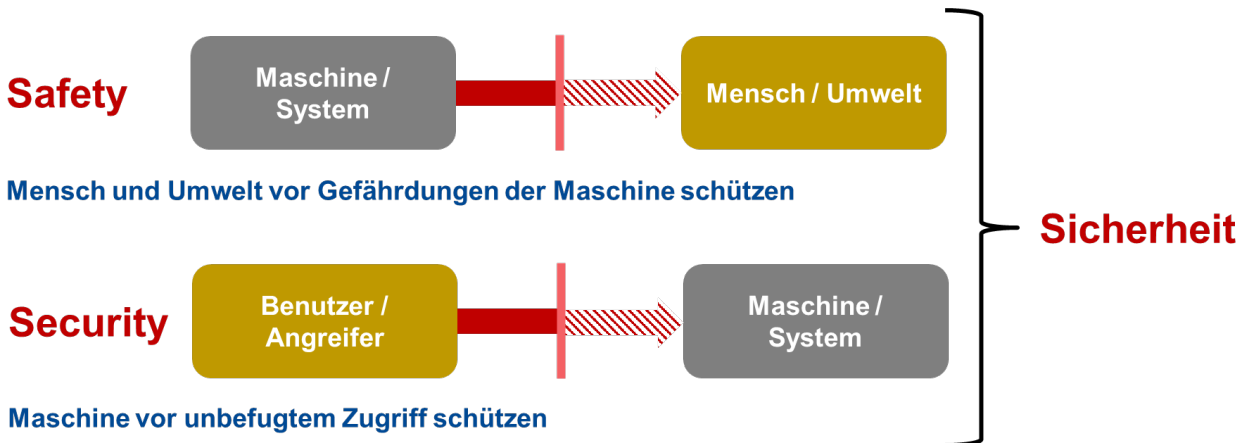 Safety
Maschine /
System
Mensch / Umwelt
Mensch und Umwelt vor Gefährdungen der Maschine schützen
Sicherheit
Security
Benutzer /
Angreifer
Maschine /
System
Maschine vor unbefugtem Zugriff schützen